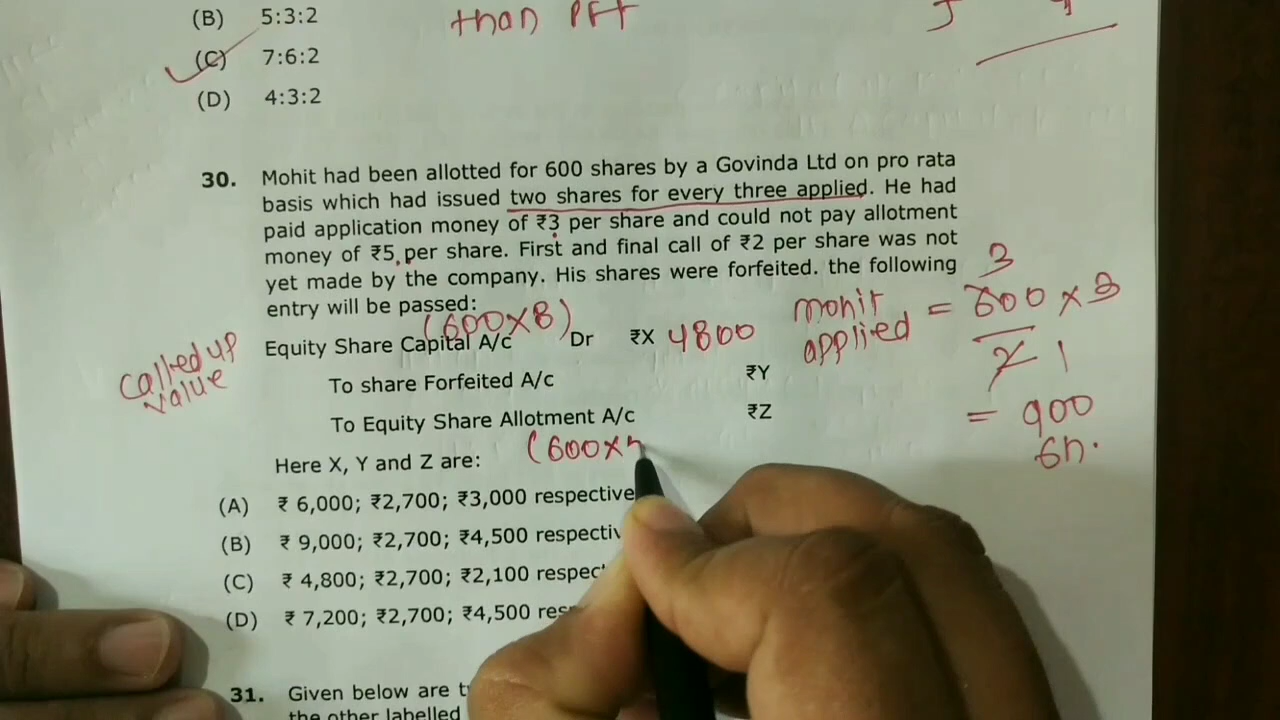 (B) 5:3:2
than PFT
(C) 7:6:2
(D) 4:3:2
30. Mohit had been allotted for 600 shares by a Govinda Ltd on pro rata
basis which had issued two shares for every three applied. He had
paid application money of ₹3 per share and could not pay allotment
money of ₹5 per share. First and final call of ₹2 per share was not
yet made by the company. His shares were forfeited. the following
entry will be passed:
(600×8)
Equity Share Capital A/c Dr ₹X 4800
called up
value
To share Forfeited A/c ₹Y
To Equity Share Allotment A/c ₹Z
(600×
Here X, Y and Z are:
mohit
applied = 600 × 3
3
2 1
= 900
sh.
(A) ₹ 6,000; ₹2,700; ₹3,000
(B) ₹ 9,000; ₹2,700; ₹4,500
(C) ₹ 4,800; ₹2,700; ₹2,100
(D) ₹ 7,200; ₹2,700; ₹4,500
31. Given below are
the other labelled